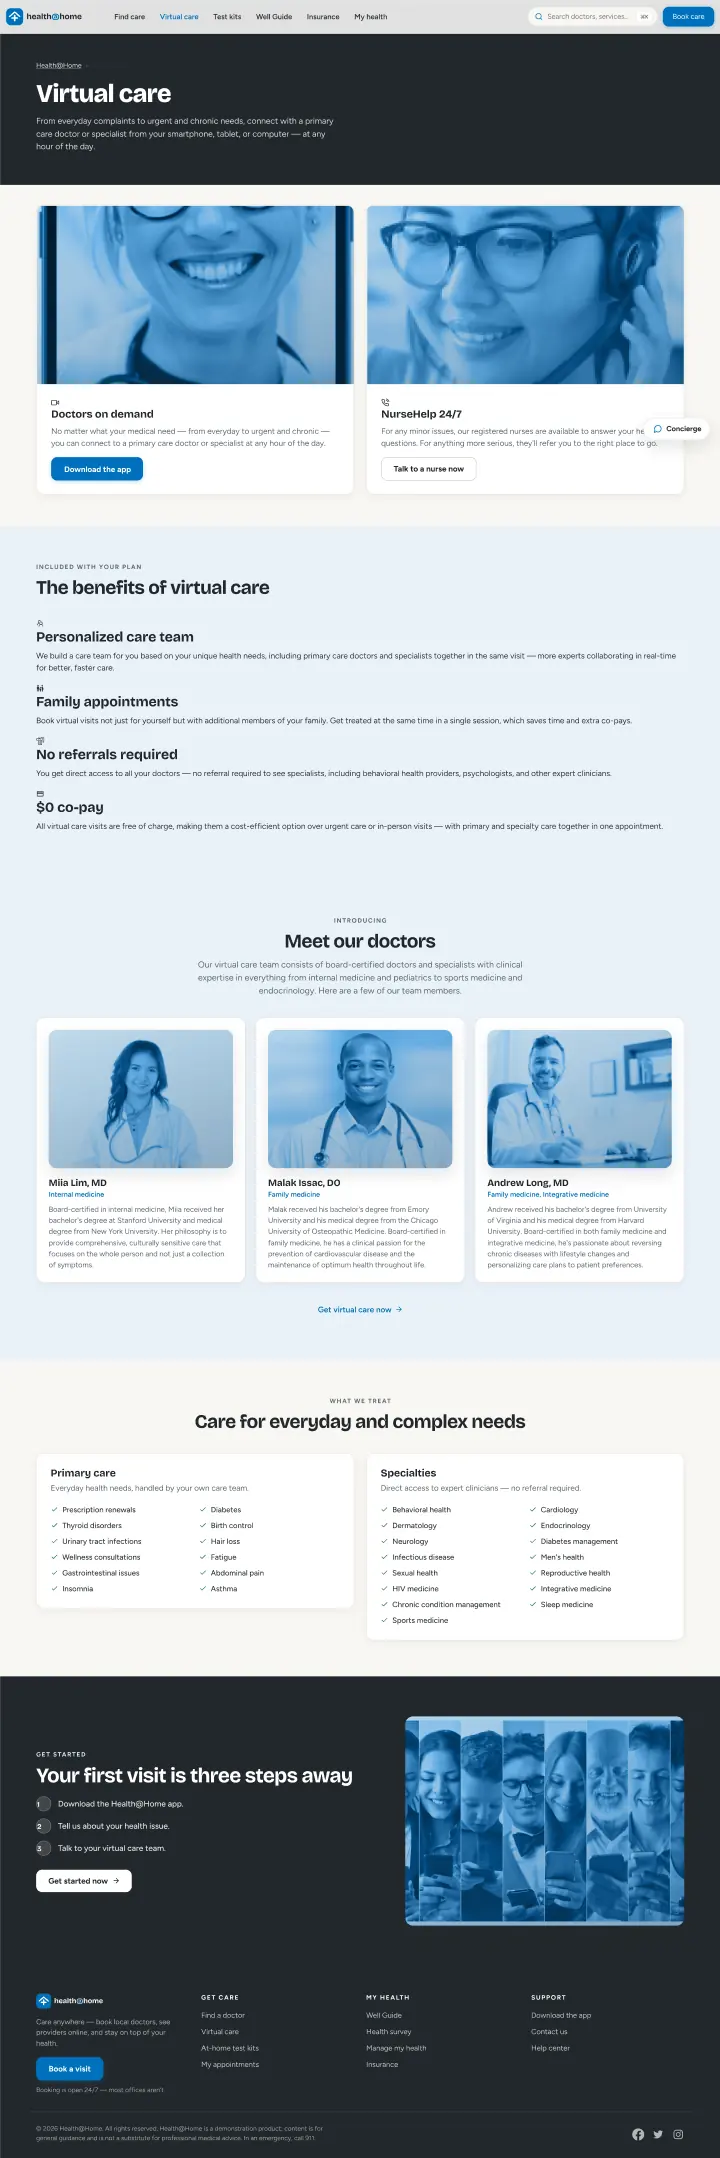 health@home
Find care
Virtual care
Test kits
Well Guide
Insurance
My health
Search doctors, services...
⌘K
Book care
Health@Home
Virtual care
From everyday complaints to urgent and chronic needs, connect with a primary
care doctor or specialist from your smartphone, tablet, or computer — at any
hour of the day.
Doctors on demand
No matter what your medical need — from everyday to urgent and chronic —
you can connect to a primary care doctor or specialist at any hour of the day.
Download the app
NurseHelp 24/7
For any minor issues, our registered nurses are available to answer your he
questions. For anything more serious, they'll refer you to the right place to go.
Talk to a nurse now
Concierge
INCLUDED WITH YOUR PLAN
The benefits of virtual care
Personalized care team
We build a care team for you based on your unique health needs, including primary care doctors and specialists together in the same visit — more experts collaborating in real-time
for better, faster care.
Family appointments
Book virtual visits not just for yourself but with additional members of your family. Get treated at the same time in a single session, which saves time and extra co-pays.
No referrals required
You get direct access to all your doctors — no referral required to see specialists, including behavioral health providers, psychologists, and other expert clinicians.
$0 co-pay
All virtual care visits are free of charge, making them a cost-efficient option over urgent care or in-person visits — with primary and specialty care together in one appointment.
INTRODUCING
Meet our doctors
Our virtual care team consists of board-certified doctors and specialists with clinical
expertise in everything from internal medicine and pediatrics to sports medicine and
endocrinology. Here are a few of our team members.
Miia Lim, MD
Internal medicine
Board-certified in internal medicine, Miia received her
bachelor's degree at Stanford University and medical
degree from New York University. Her philosophy is to
provide comprehensive, culturally sensitive care that
focuses on the whole person and not just a collection
of symptoms.
Malak Issac, DO
Family medicine
Malak received his bachelor's degree from Emory
University and his medical degree from the Chicago
University of Osteopathic Medicine. Board-certified in
family medicine, he has a clinical passion for the
prevention of cardiovascular disease and the
maintenance of optimum health throughout life.
Andrew Long, MD
Family medicine, Integrative medicine
Andrew received his bachelor's degree from University
of Virginia and his medical degree from Harvard
University. Board-certified in both family medicine and
integrative medicine, he's passionate about reversing
chronic diseases with lifestyle changes and
personalizing care plans to patient preferences.
Get virtual care now →
WHAT WE TREAT
Care for everyday and complex needs
Primary care
Everyday health needs, handled by your own care team.
Prescription renewals
Diabetes
Thyroid disorders
Birth control
Urinary tract infections
Hair loss
Wellness consultations
Fatigue
Gastrointestinal issues
Abdominal pain
Insomnia
Asthma
Specialties
Direct access to expert clinicians — no referral required.
Behavioral health
Cardiology
Dermatology
Endocrinology
Neurology
Diabetes management
Infectious disease
Men's health
Sexual health
Reproductive health
HIV medicine
Integrative medicine
Chronic condition management
Sleep medicine
Sports medicine
GET STARTED
Your first visit is three steps away
1 Download the Health@Home app.
2 Tell us about your health issue.
3 Talk to your virtual care team.
Get started now →
health@home
Care anywhere — book local doctors, see
providers online, and stay on top of your
health.
Book a visit
Booking is open 24/7 — most offices aren't.
GET CARE
Find a doctor
Virtual care
At-home test kits
My appointments
MY HEALTH
Well Guide
Health survey
Manage my health
Insurance
SUPPORT
Download the app
Contact us
Help center
© 2026 Health@Home. All rights reserved. Health@Home is a demonstration product; content is for
general guidance and is not a substitute for professional medical advice. In an emergency, call 911.